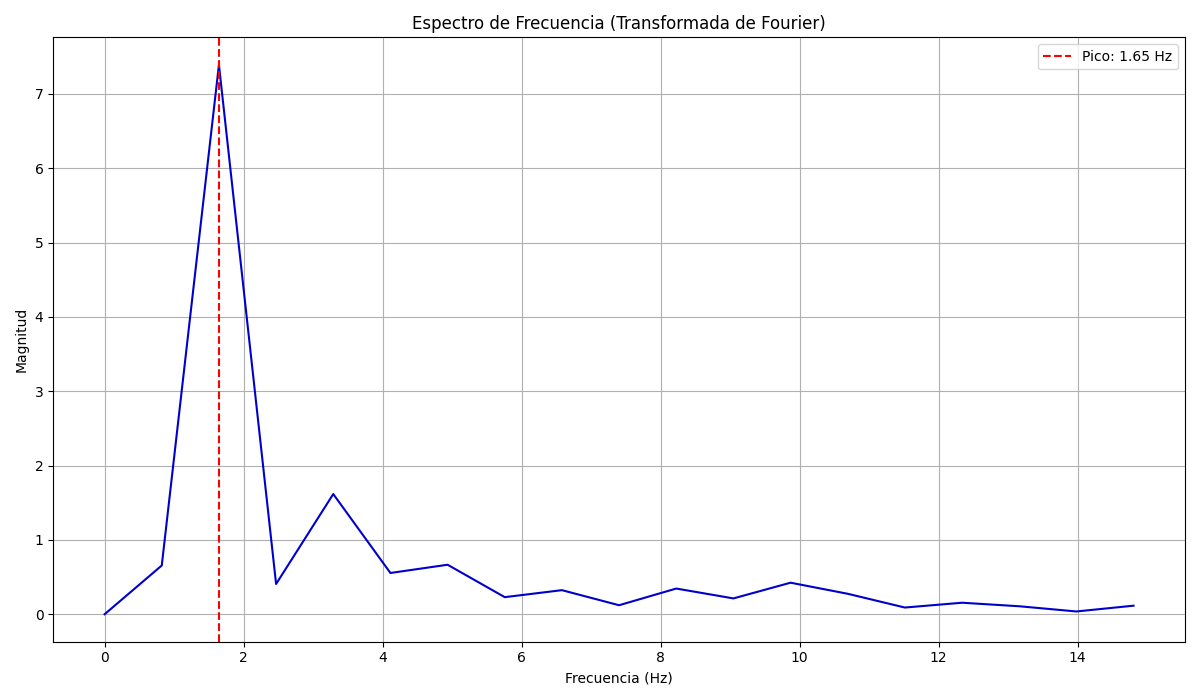 Espectro de Frecuencia (Transformada de Fourier)
Pico: 1.65 Hz
Magnitud
7
6
5
4
3
2
1
0
0 2 4 6 8 10 12 14
Frecuencia (Hz)